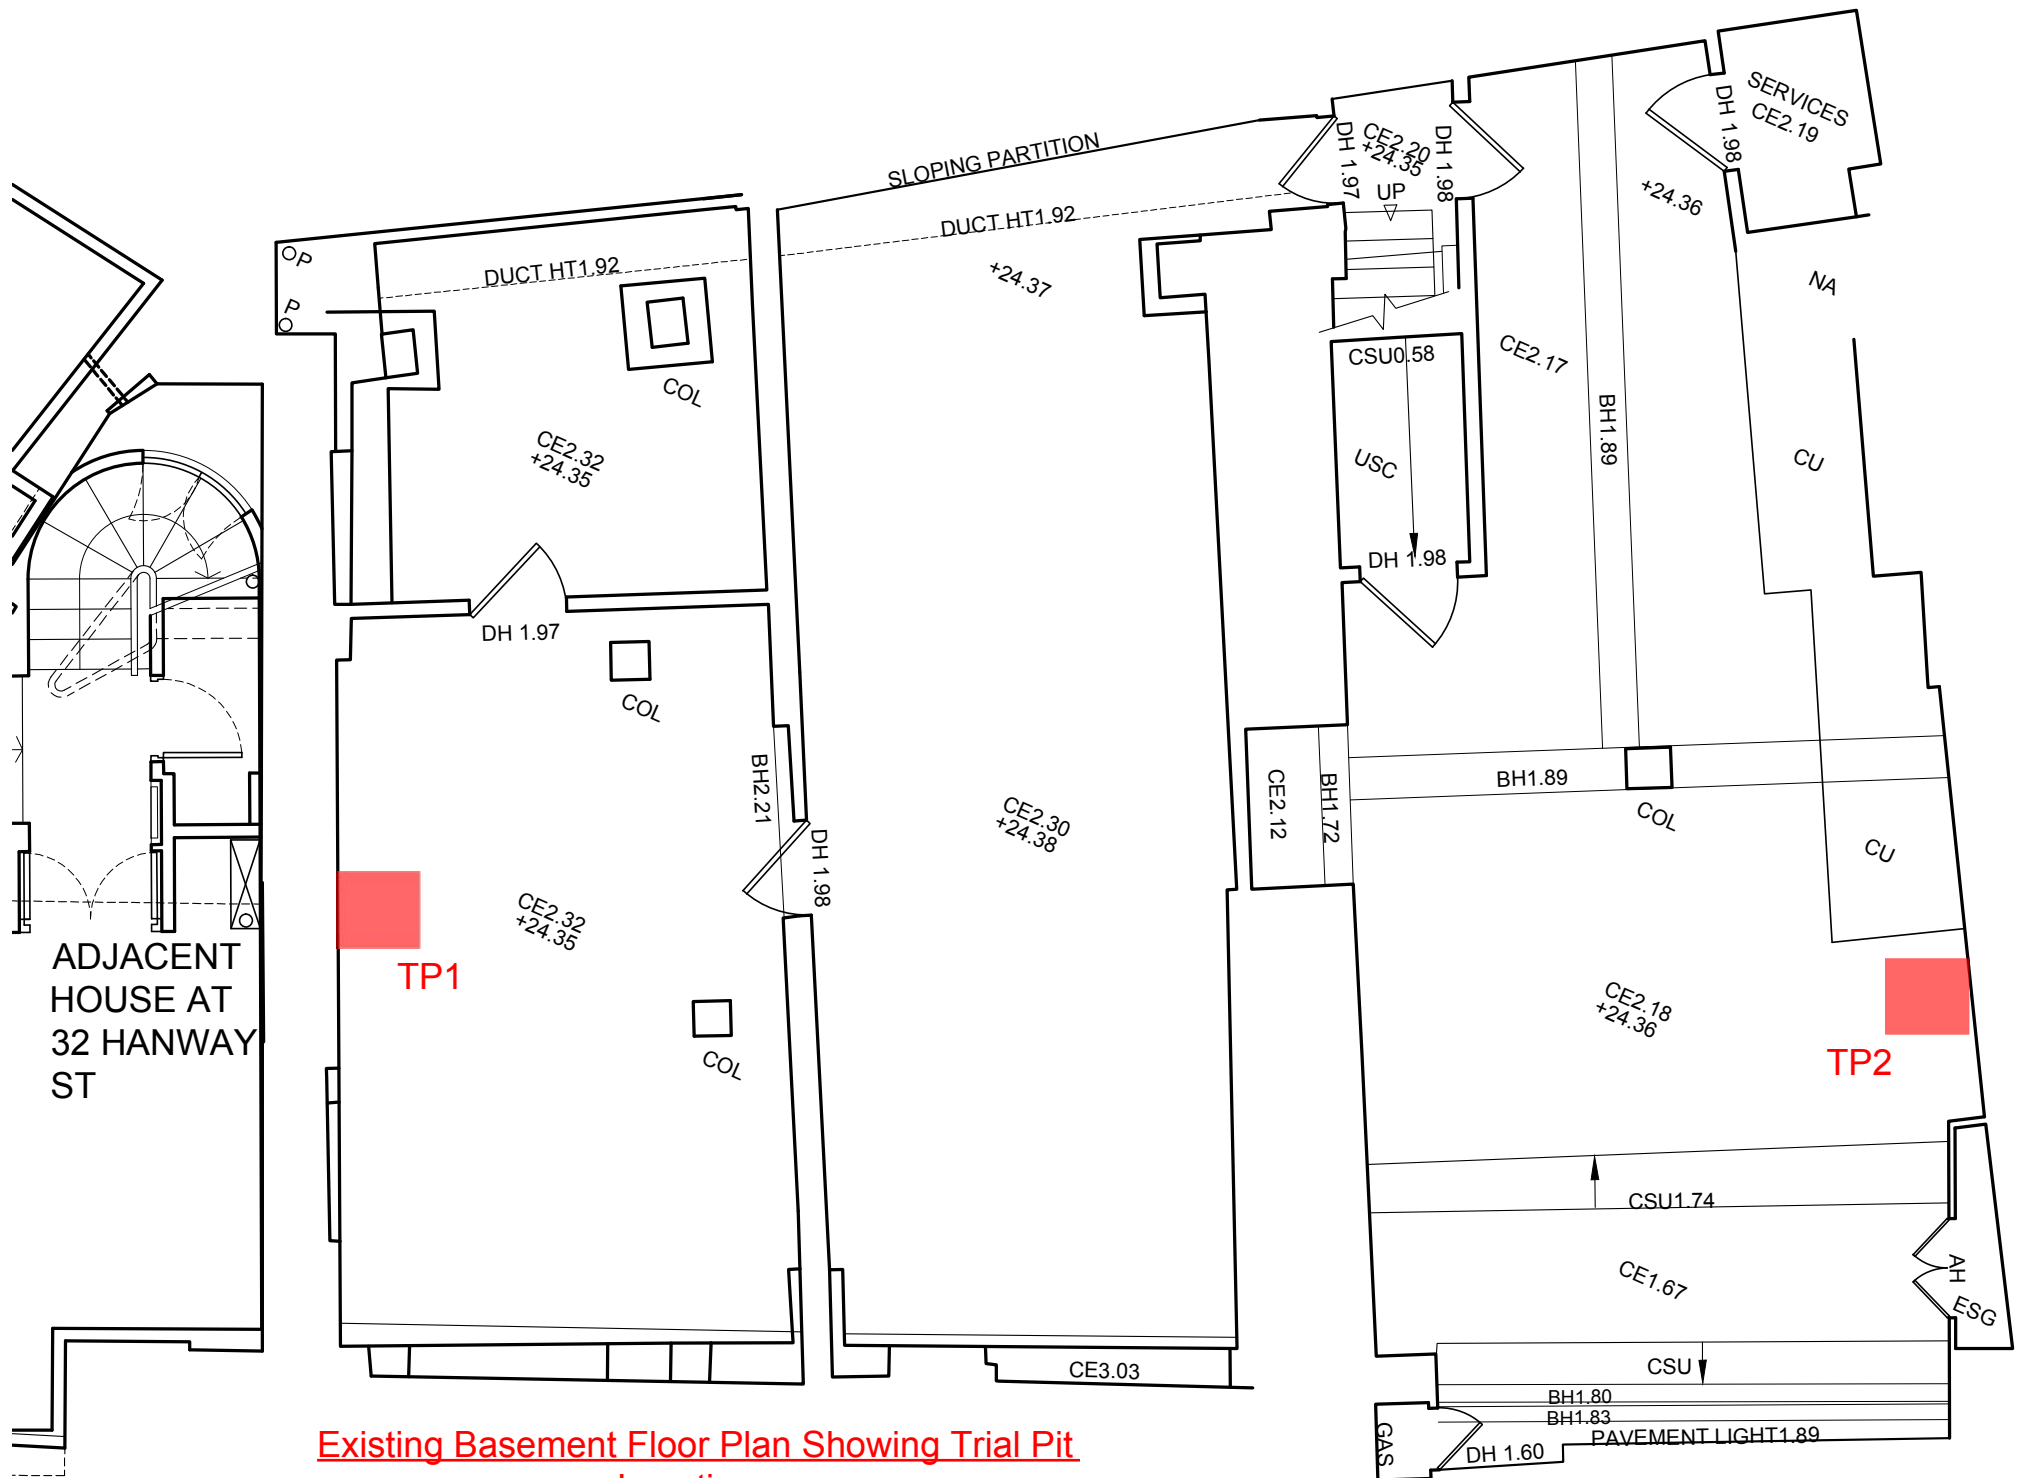 SERVICES
CE2.19
DH 1.98
CE2.20
+24.35
DH 1.97
DH 1.98
UP
SLOPING PARTITION
+24.36
DUCT HT1.92
DUCT HT1.92
P
P
+24.37
NA
CSU0.58
CE2.17
COL
BH1.89
CE2.32
+24.35
USC
CU
DH 1.98
DH 1.97
COL
BH2.21
CE2.12
BH1.72
BH1.89
COL
CE2.30
+24.38
DH 1.98
CU
CE2.32
+24.35
ADJACENT
HOUSE AT
32 HANWAY
ST
TP1
CE2.18
+24.36
COL
TP2
CSU1.74
CE1.67
AH
ESG
CE3.03
CSU
BH1.80
BH1.83
PAVEMENT LIGHT1.89
GAS
DH 1.60
Existing Basement Floor Plan Showing Trial Pit